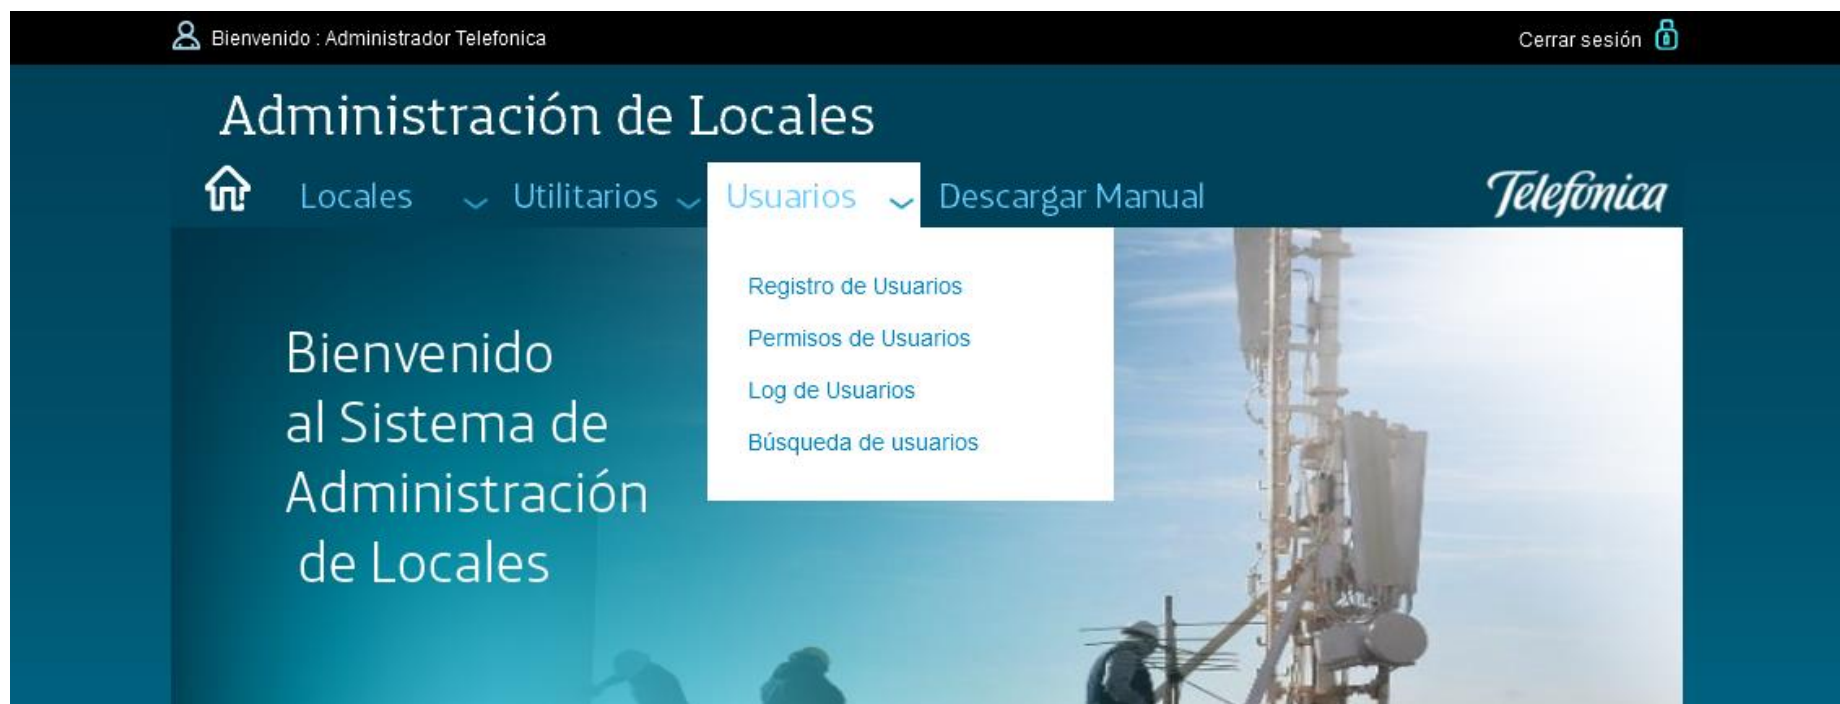 Bienvenido : Administrador Telefonica
Cerrar sesión
Administración de Locales
Locales
Utilitarios
Usuarios
Descargar Manual
Telefónica
Registro de Usuarios
Permisos de Usuarios
Log de Usuarios
Búsqueda de usuarios
Bienvenido
al Sistema de
Administración
de Locales